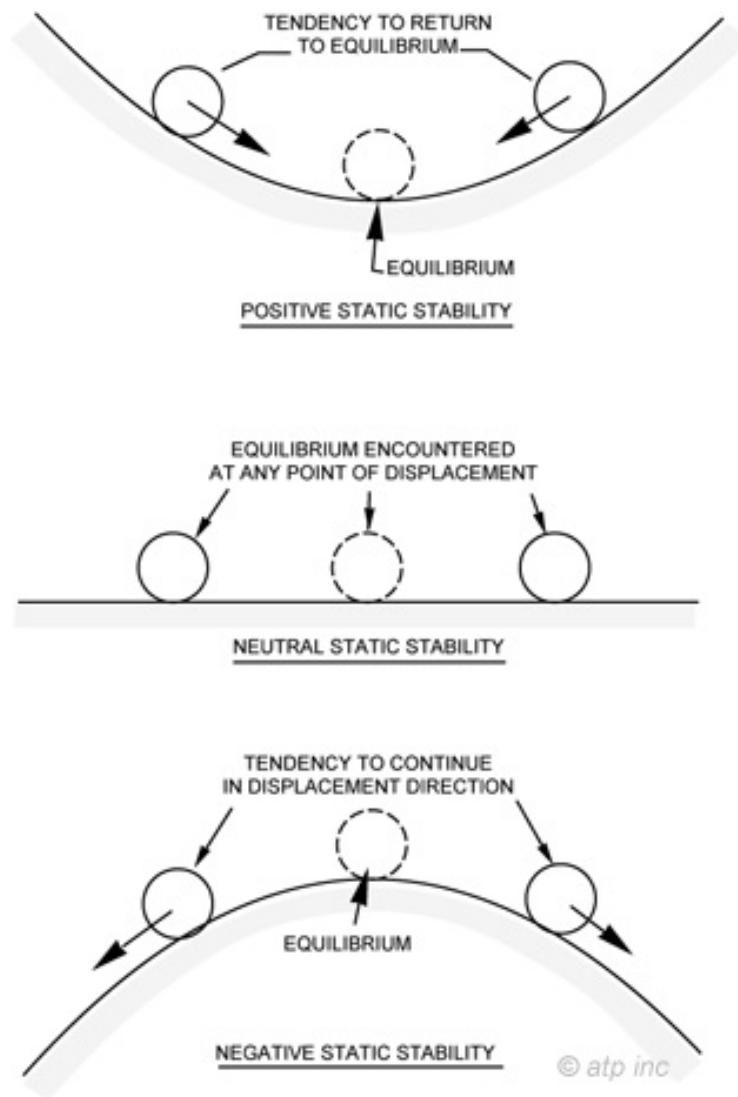 TENDENCY TO RETURN
TO EQUILIBRIUM
EQUILIBRIUM
POSITIVE STATIC STABILITY
EQUILIBRIUM ENCOUNTERED
AT ANY POINT OF DISPLACEMENT
NEUTRAL STATIC STABILITY
TENDENCY TO CONTINUE
IN DISPLACEMENT DIRECTION
EQUILIBRIUM
NEGATIVE STATIC STABILITY
© atp inc